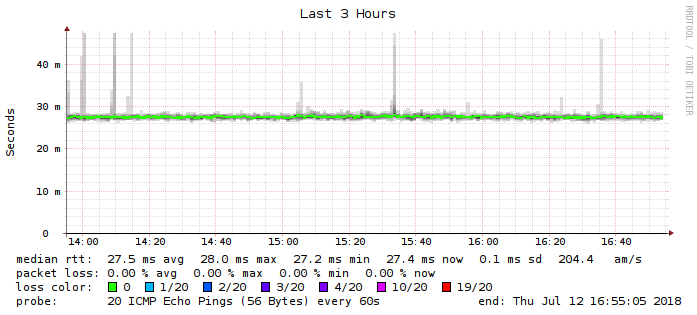 Last 3 Hours
RRDTOOL / TOBI OETIKER
Seconds
40 m
30 m
20 m
10 m
0
14:00 14:20 14:40 15:00 15:20 15:40 16:00 16:20 16:40
median rtt: 27.5 ms avg 28.0 ms max 27.2 ms min 27.4 ms now 0.1 ms sd 204.4 am/s
packet loss: 0.00 % avg 0.00 % max 0.00 % min 0.00 % now
loss color: 0 1/20 2/20 3/20 4/20 10/20 19/20
probe: 20 ICMP Echo Pings (56 Bytes) every 60s end: Thu Jul 12 16:55:05 2018